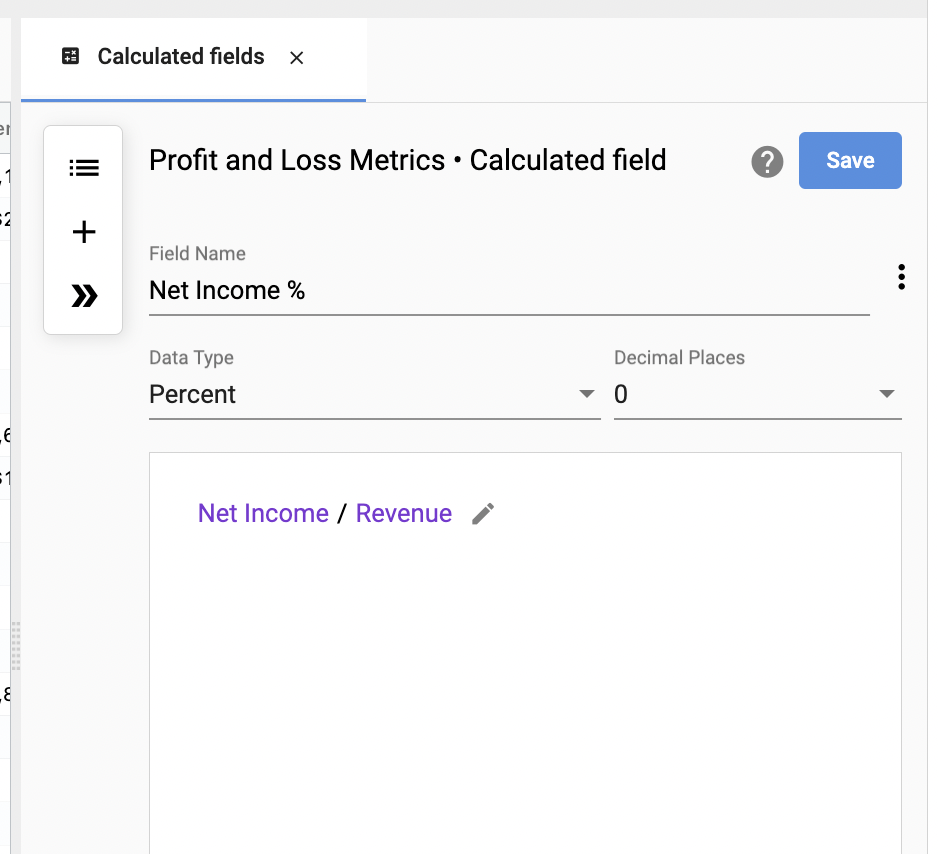 Calculated fields
Profit and Loss Metrics • Calculated field
Save
Field Name
Net Income %
Data Type
Decimal Places
Percent
0
Net Income / Revenue